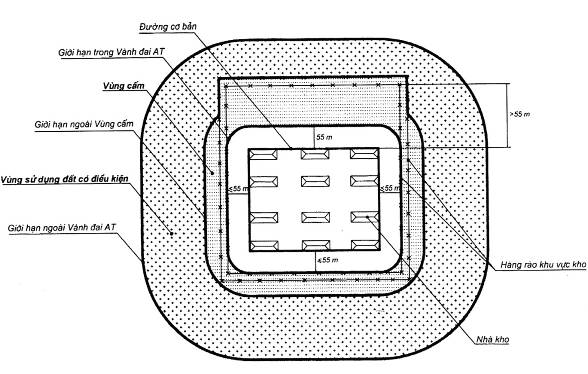 Đường cơ bản
Giới hạn trong Vành đai AT
Vùng cấm
Giới hạn ngoài Vùng cấm
Vùng sử dụng đất có điều kiện
Giới hạn ngoài Vành đai AT
>55 m
55 m
≤55 m
≤55 m
≤55 m
Hàng rào khu vực kho
Nhà kho